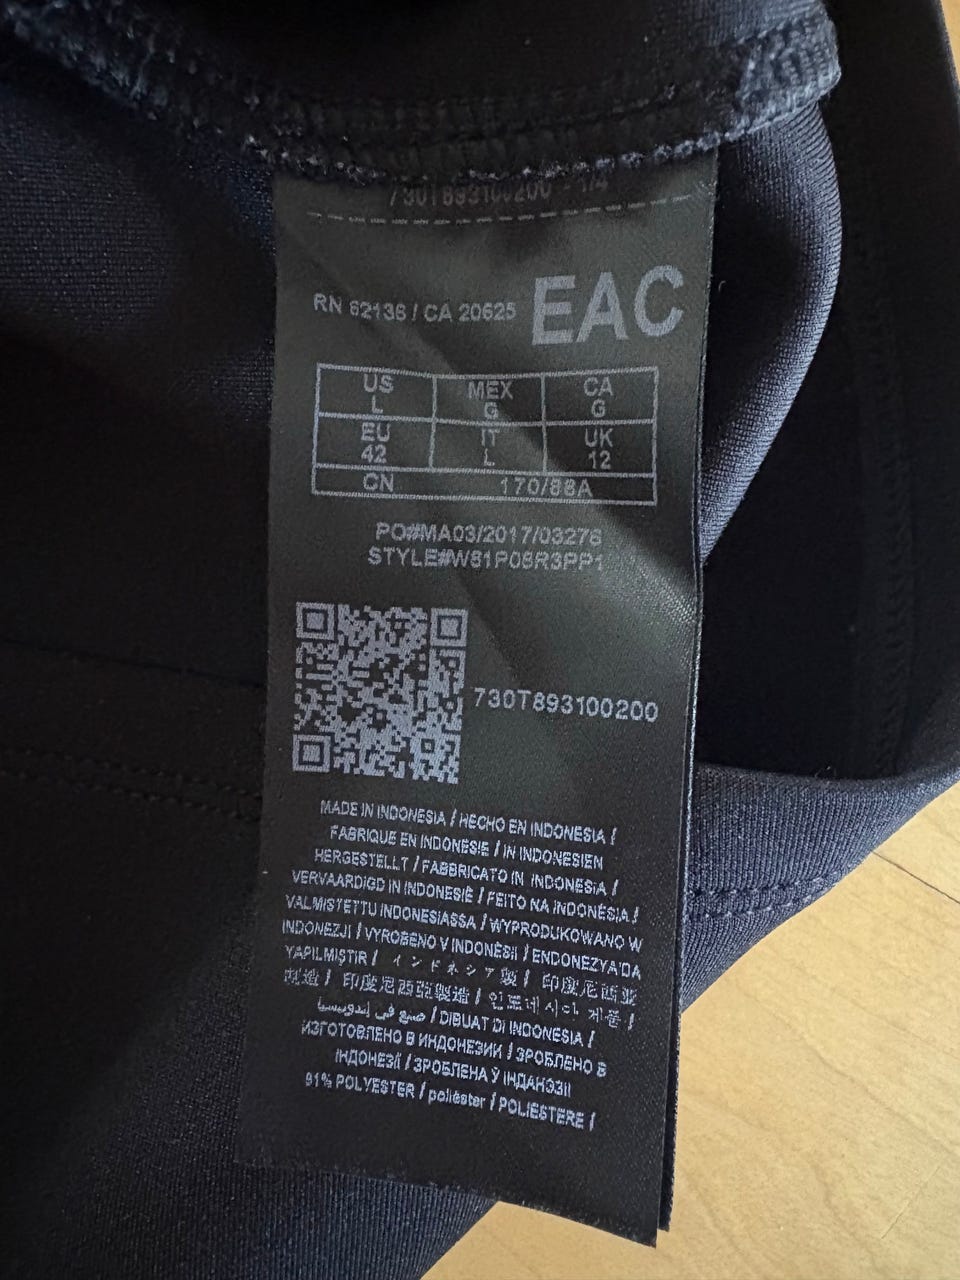 730T893100200 - 1/4
EAC
RN 62136 / CA 20625
US MEX CA
L G G
EU IT UK
42 L 12
CN 170/88A
PO#MA03/2017/03276
STYLE#W81P08R3PP1
730T893100200
MADE IN INDONESIA / HECHO EN INDONESIA /
FABRIQUE EN INDONESIE / IN INDONESIEN
HERGESTELLT / FABBRICATO IN INDONESIA /
VERVAARDIGD IN INDONESIË / FEITO NA INDONÉSIA /
VALMISTETTU INDONESIASSA / WYPRODUKOWANO W
INDONEZJI / VYROBENO V INDONÉSII / ENDONEZYA'DA
YAPILMIŞTIR / インドネシア製 / 印度尼西亚
制造 / 印度尼西亞製造 / 인도네시아 제품 /
صنع في إندونيسيا / DIBUAT DI INDONESIA /
ИЗГОТОВЛЕНО В ИНДОНЕЗИИ / ЗРОБЛЕНО В
ІНДОНЕЗІЇ / ЗРОБЛЕНА Ў ІНДАНЭЗІІ
91% POLYESTER / poliéster / POLIESTERE /